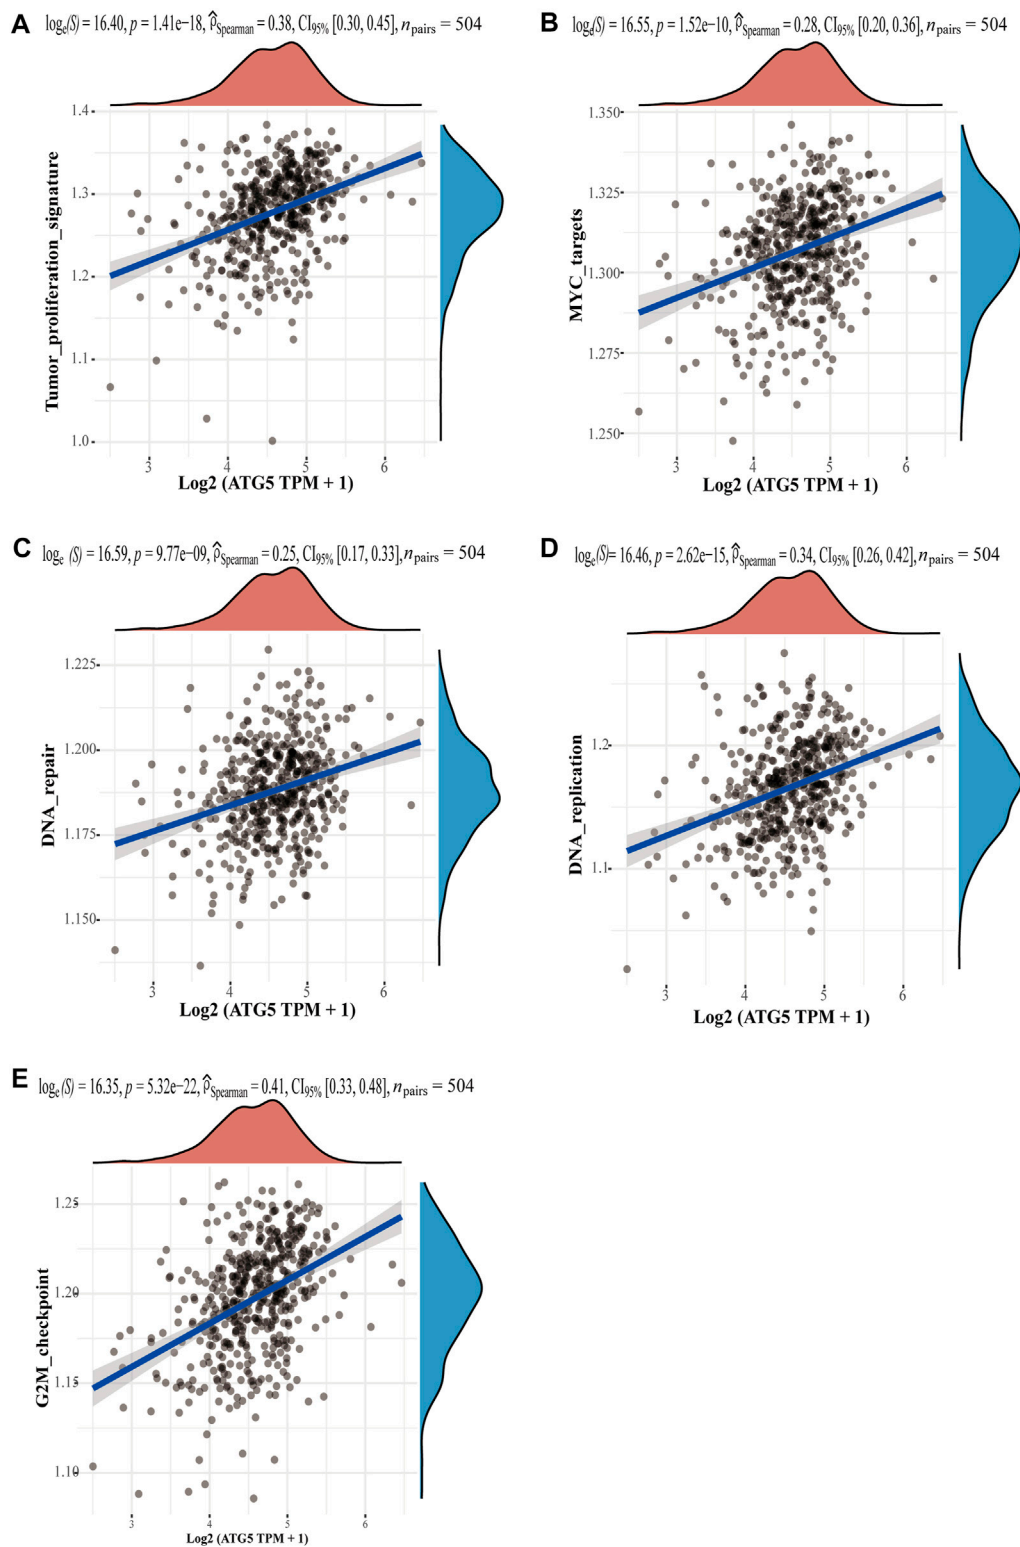 A
logₑ(S) = 16.40, p = 1.41e−18, ρ̂Spearman = 0.38, CI95% [0.30, 0.45], npairs = 504
1.4
1.3
1.2
1.1
1.0
Tumor_proliferation_signature
3 4 5 6
Log2 (ATG5 TPM + 1)
B
logₑ(S) = 16.55, p = 1.52e−10, ρ̂Spearman = 0.28, CI95% [0.20, 0.36], npairs = 504
1.350
1.325
1.300
1.275
1.250
MYC_targets
3 4 5 6
Log2 (ATG5 TPM + 1)
C
logₑ (S) = 16.59, p = 9.77e−09, ρ̂Spearman = 0.25, CI95% [0.17, 0.33], npairs = 504
1.225
1.200
1.175
1.150
DNA_repair
3 4 5 6
Log2 (ATG5 TPM + 1)
D
logₑ(S)= 16.46, p = 2.62e−15, ρ̂Spearman = 0.34, CI95% [0.26, 0.42], npairs = 504
1.2
1.1
DNA_replication
3 4 5 6
Log2 (ATG5 TPM + 1)
E
logₑ (S) = 16.35, p = 5.32e−22, ρ̂Spearman = 0.41, CI95% [0.33, 0.48], npairs = 504
1.25
1.20
1.15
1.10
G2M_checkpoint
3 4 5 6
Log2 (ATG5 TPM + 1)